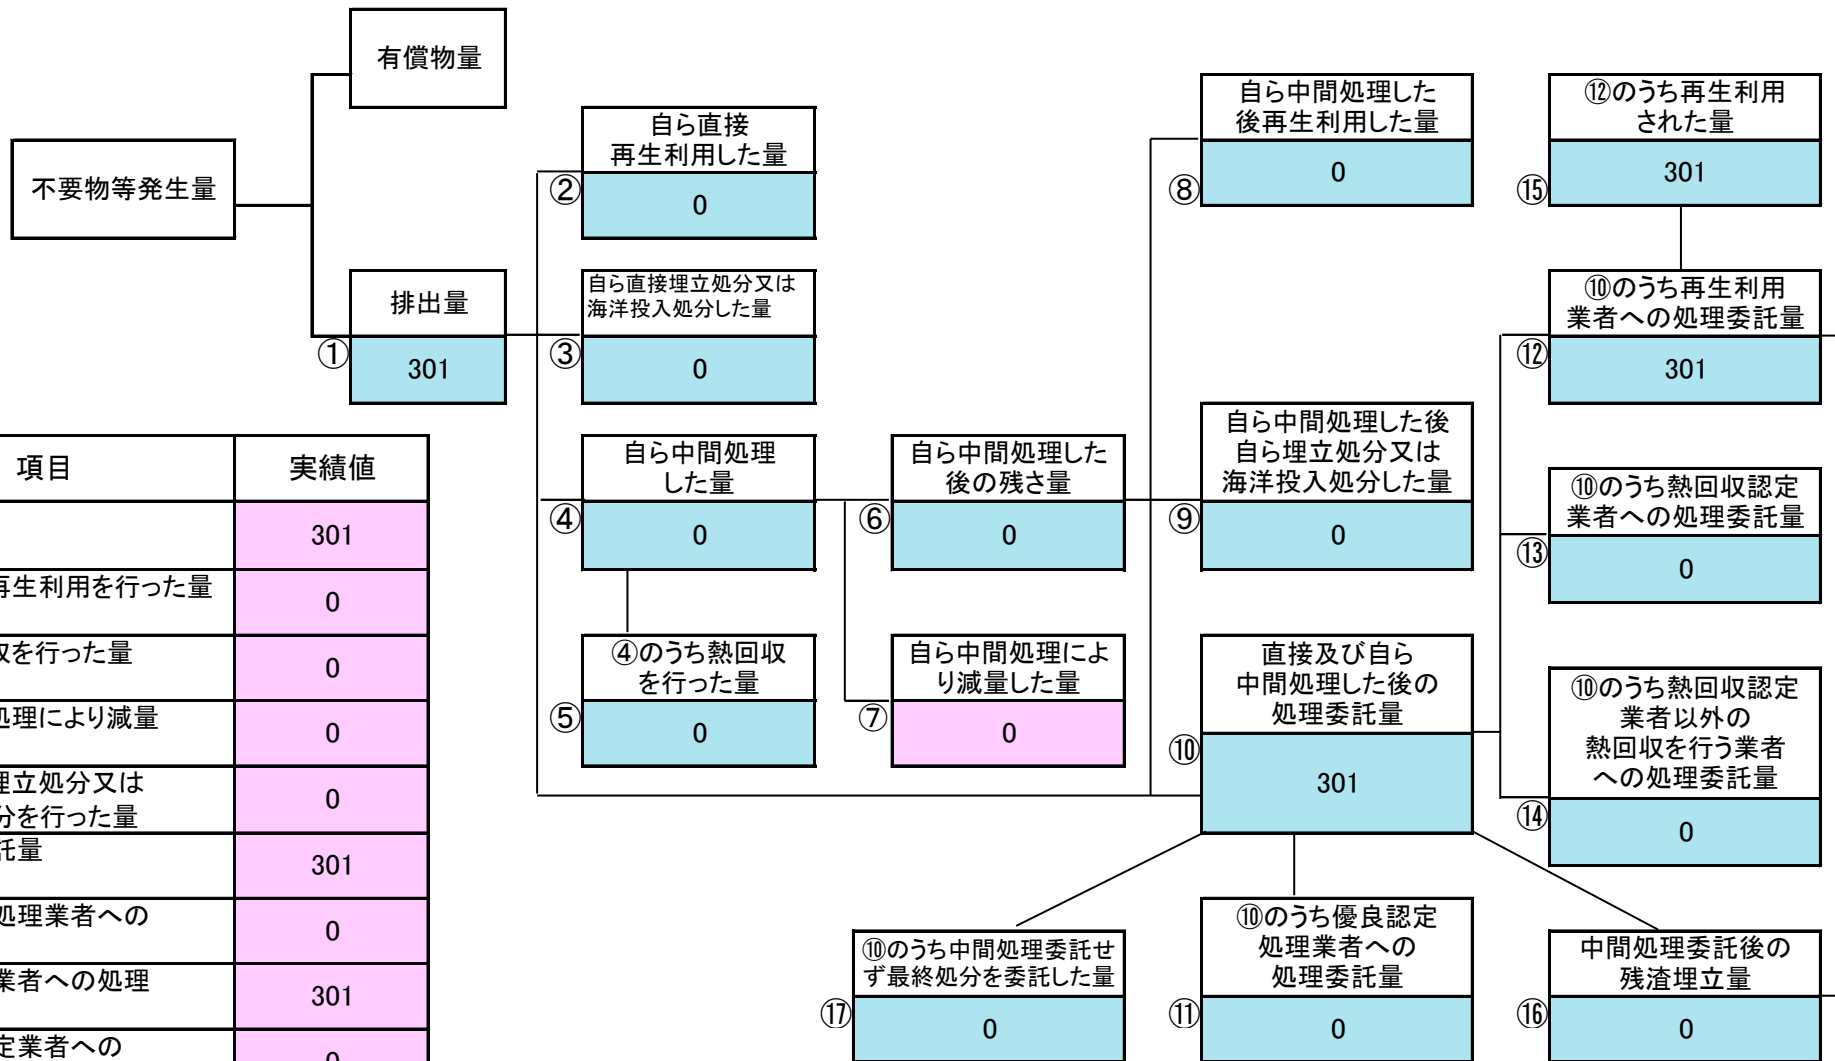 有償物量
不要物等発生量
排出量
①
301
自ら直接
再生利用した量
②
0
自ら直接埋立処分又は
海洋投入処分した量
③
0
自ら中間処理
した量
④
0
④のうち熱回収
を行った量
⑤
0
自ら中間処理した
後の残さ量
⑥
0
自ら中間処理によ
り減量した量
⑦
0
自ら中間処理した
後再生利用した量
⑧
0
自ら中間処理した後
自ら埋立処分又は
海洋投入処分した量
⑨
0
直接及び自ら
中間処理した後の
処理委託量
⑩
301
⑫のうち再生利用
された量
⑮
301
⑩のうち再生利用
業者への処理委託量
⑫
301
⑩のうち熱回収認定
業者への処理委託量
⑬
0
⑩のうち熱回収認定
業者以外の
熱回収を行う業者
への処理委託量
⑭
0
⑩のうち中間処理委託せ
ず最終処分を委託した量
⑰
0
⑩のうち優良認定
処理業者への
処理委託量
⑪
0
中間処理委託後の
残渣埋立量
⑯
0
項目 実績値
301
再生利用を行った量 0
を行った量 0
処理により減量 0
埋立処分又は
分を行った量 0
託量 301
処理業者への 0
業者への処理 301
定業者への 0